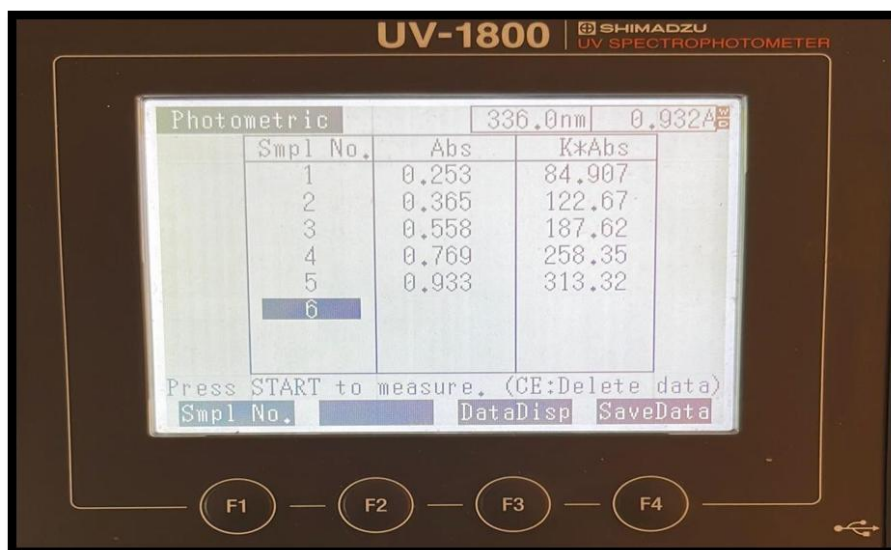 UV-1800 SHIMADZU
UV SPECTROPHOTOMETER
Photometric 336.0nm 0.932A
Smpl No. Abs K*Abs
1 0.253 84.907
2 0.365 122.67
3 0.558 187.62
4 0.769 258.35
5 0.933 313.32
6
Press START to measure. (CE:Delete data)
Smpl No. DataDisp SaveData
F1 F2 F3 F4